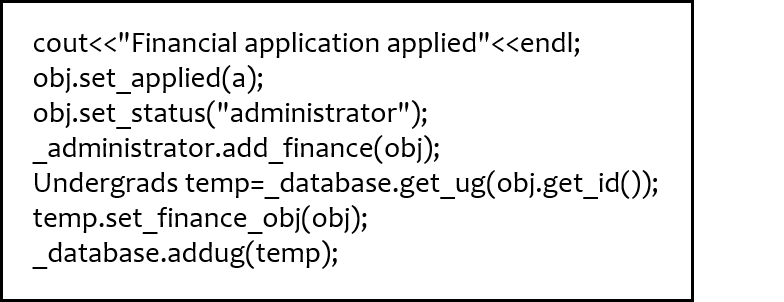 cout<<"Financial application applied"<<endl;
obj.set_applied(a);
obj.set_status("administrator");
_administrator.add_finance(obj);
Undergrads temp=_database.get_ug(obj.get_id());
temp.set_finance_obj(obj);
_database.addug(temp);